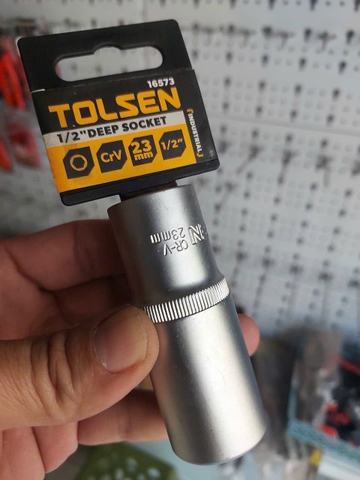 16573
TOLSEN
1/2" DEEP SOCKET
INDUSTRIAL
CrV
23
mm
1/2"
CR-V
23mm